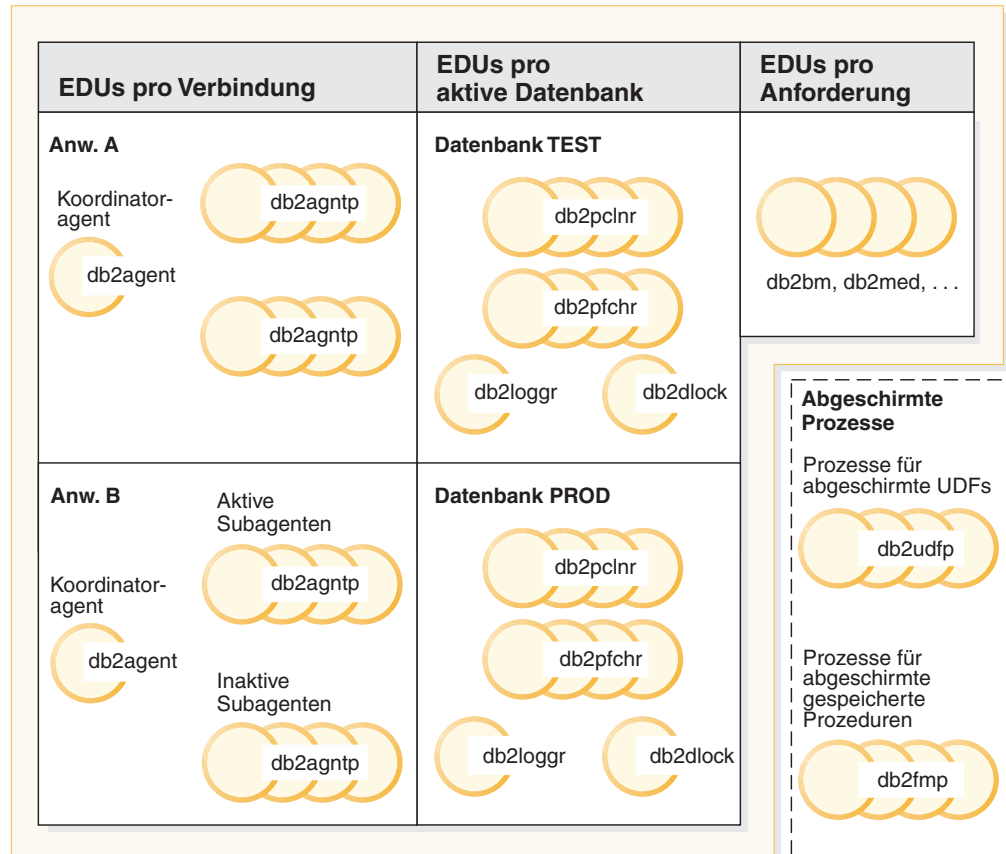 EDUs pro Verbindung
EDUs pro
aktive Datenbank
EDUs pro
Anforderung
Anw. A
Koordinator-
agent
db2agent
db2agntp
db2agntp
Datenbank TEST
db2pclnr
db2pfchr
db2loggr
db2dlock
db2bm, db2med, . . .
Anw. B
Koordinator-
agent
db2agent
Aktive
Subagenten
db2agntp
Inaktive
Subagenten
db2agntp
Datenbank PROD
db2pclnr
db2pfchr
db2loggr
db2dlock
Abgeschirmte
Prozesse
Prozesse für
abgeschirmte UDFs
db2udfp
Prozesse für
abgeschirmte
gespeicherte
Prozeduren
db2fmp